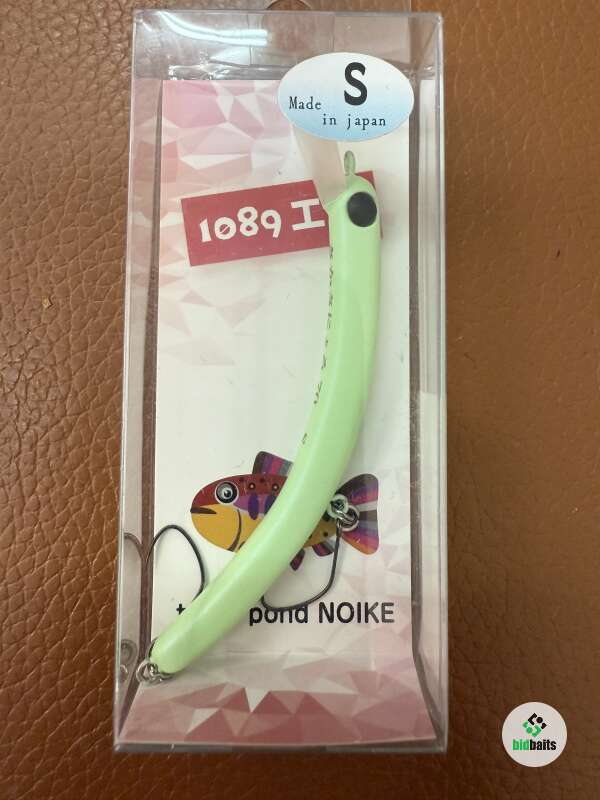 S
Made
in japan
1089 工
pond NOIKE
bidbaits